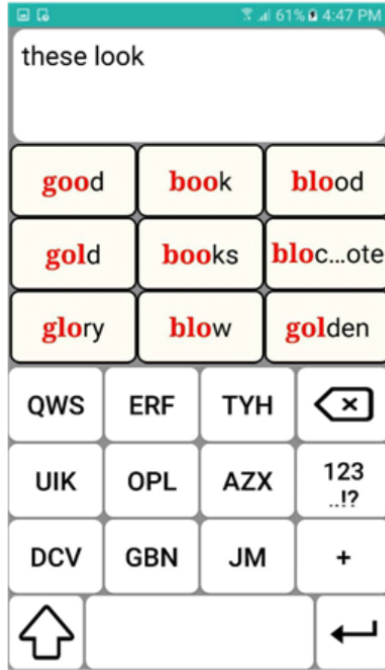 61% 4:47 PM
these look
good book blood
gold books bloc...ote
glory blow golden
QWS ERF TYH
UIK OPL AZX 123
..!?
DCV GBN JM +